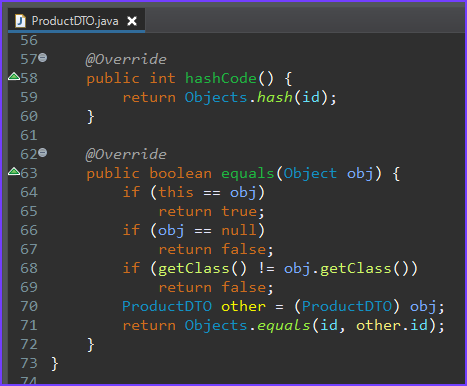 ProductDTO.java
56
57 @Override
58 public int hashCode() {
59 return Objects.hash(id);
60 }
61
62 @Override
63 public boolean equals(Object obj) {
64 if (this == obj)
65 return true;
66 if (obj == null)
67 return false;
68 if (getClass() != obj.getClass())
69 return false;
70 ProductDTO other = (ProductDTO) obj;
71 return Objects.equals(id, other.id);
72 }
73 }
74